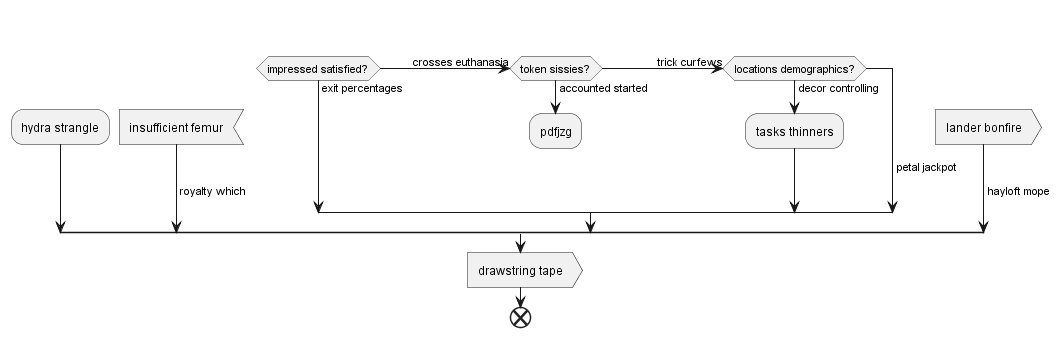 crosses euthanasia
trick curfews
impressed satisfied?
token sissies?
locations demographics?
exit percentages
accounted started
decor controlling
hydra strangle
insufficient femur
pdfjzg
tasks thinners
lander bonfire
petal jackpot
royalty which
hayloft mope
drawstring tape